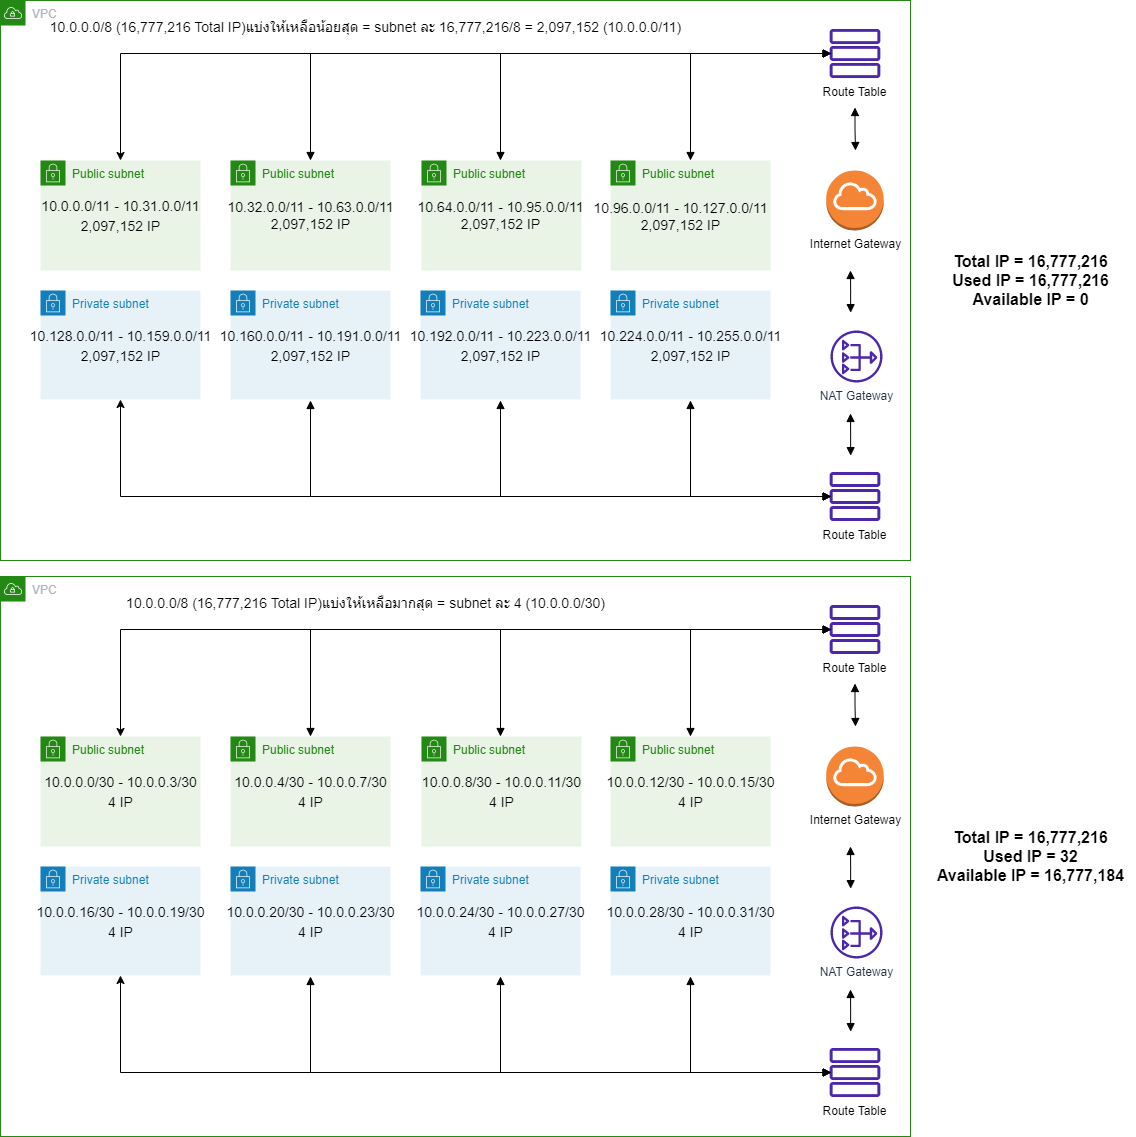 VPC
10.0.0.0/8 (16,777,216 Total IP)แบ่งให้เหลือน้อยสุด = subnet ละ 16,777,216/8 = 2,097,152 (10.0.0.0/11)
Route Table
Public subnet
10.0.0.0/11 - 10.31.0.0/11
2,097,152 IP
Public subnet
10.32.0.0/11 - 10.63.0.0/11
2,097,152 IP
Public subnet
10.64.0.0/11 - 10.95.0.0/11
2,097,152 IP
Public subnet
10.96.0.0/11 - 10.127.0.0/11
2,097,152 IP
Internet Gateway
Total IP = 16,777,216
Used IP = 16,777,216
Available IP = 0
Private subnet
10.128.0.0/11 - 10.159.0.0/11
2,097,152 IP
Private subnet
10.160.0.0/11 - 10.191.0.0/11
2,097,152 IP
Private subnet
10.192.0.0/11 - 10.223.0.0/11
2,097,152 IP
Private subnet
10.224.0.0/11 - 10.255.0.0/11
2,097,152 IP
NAT Gateway
Route Table
VPC
10.0.0.0/8 (16,777,216 Total IP)แบ่งให้เหลือมากสุด = subnet ละ 4 (10.0.0.0/30)
Route Table
Public subnet
10.0.0.0/30 - 10.0.0.3/30
4 IP
Public subnet
10.0.0.4/30 - 10.0.0.7/30
4 IP
Public subnet
10.0.0.8/30 - 10.0.0.11/30
4 IP
Public subnet
10.0.0.12/30 - 10.0.0.15/30
4 IP
Internet Gateway
Total IP = 16,777,216
Used IP = 32
Available IP = 16,777,184
Private subnet
10.0.0.16/30 - 10.0.0.19/30
4 IP
Private subnet
10.0.0.20/30 - 10.0.0.23/30
4 IP
Private subnet
10.0.0.24/30 - 10.0.0.27/30
4 IP
Private subnet
10.0.0.28/30 - 10.0.0.31/30
4 IP
NAT Gateway
Route Table